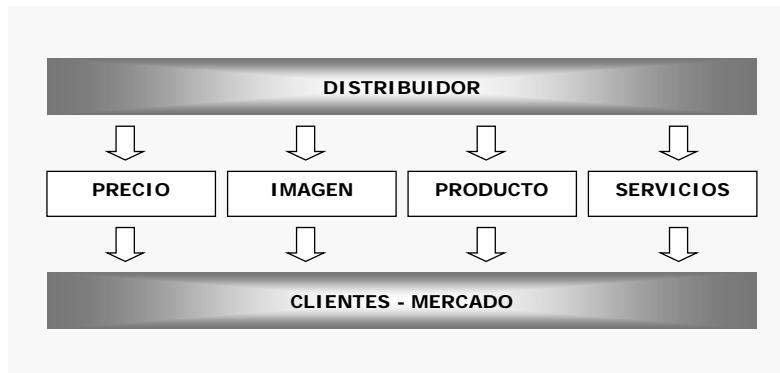 DISTRIBUIDOR
PRECIO
IMAGEN
PRODUCTO
SERVICIOS
CLIENTES - MERCADO